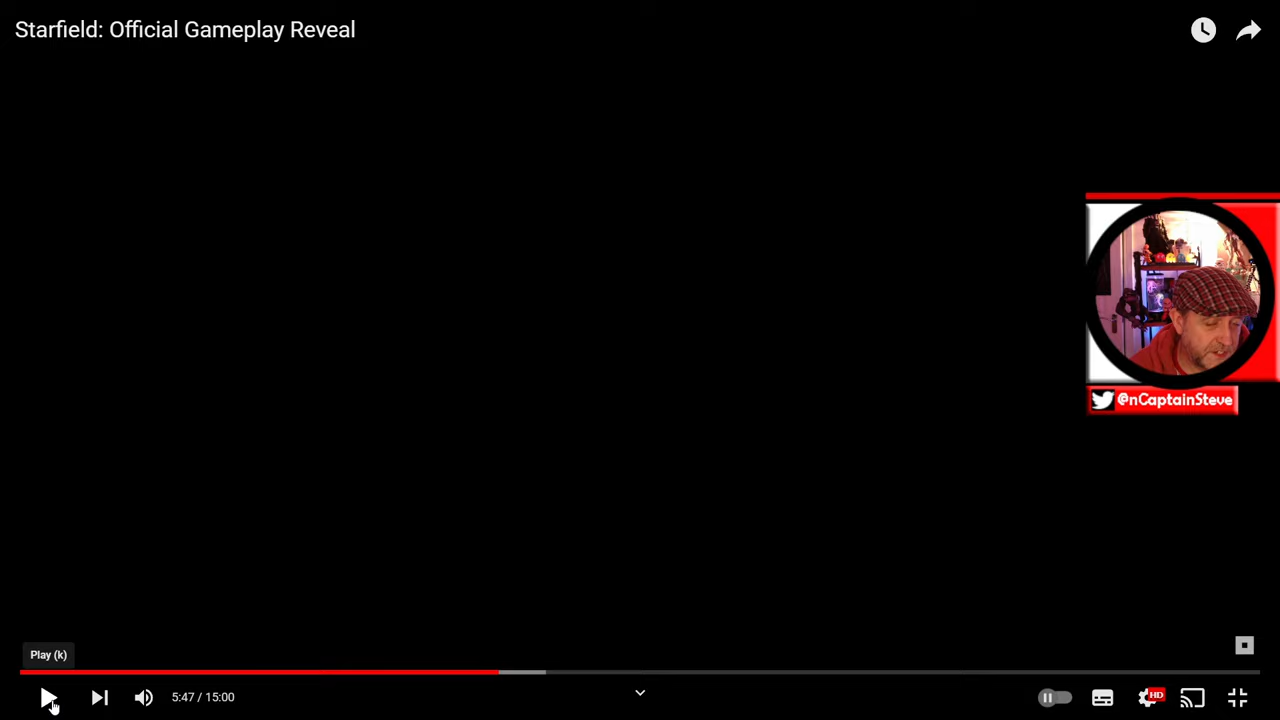 Starfield: Official Gameplay Reveal
@nCaptainSteve
Play (k)
5:47 / 15:00
HD